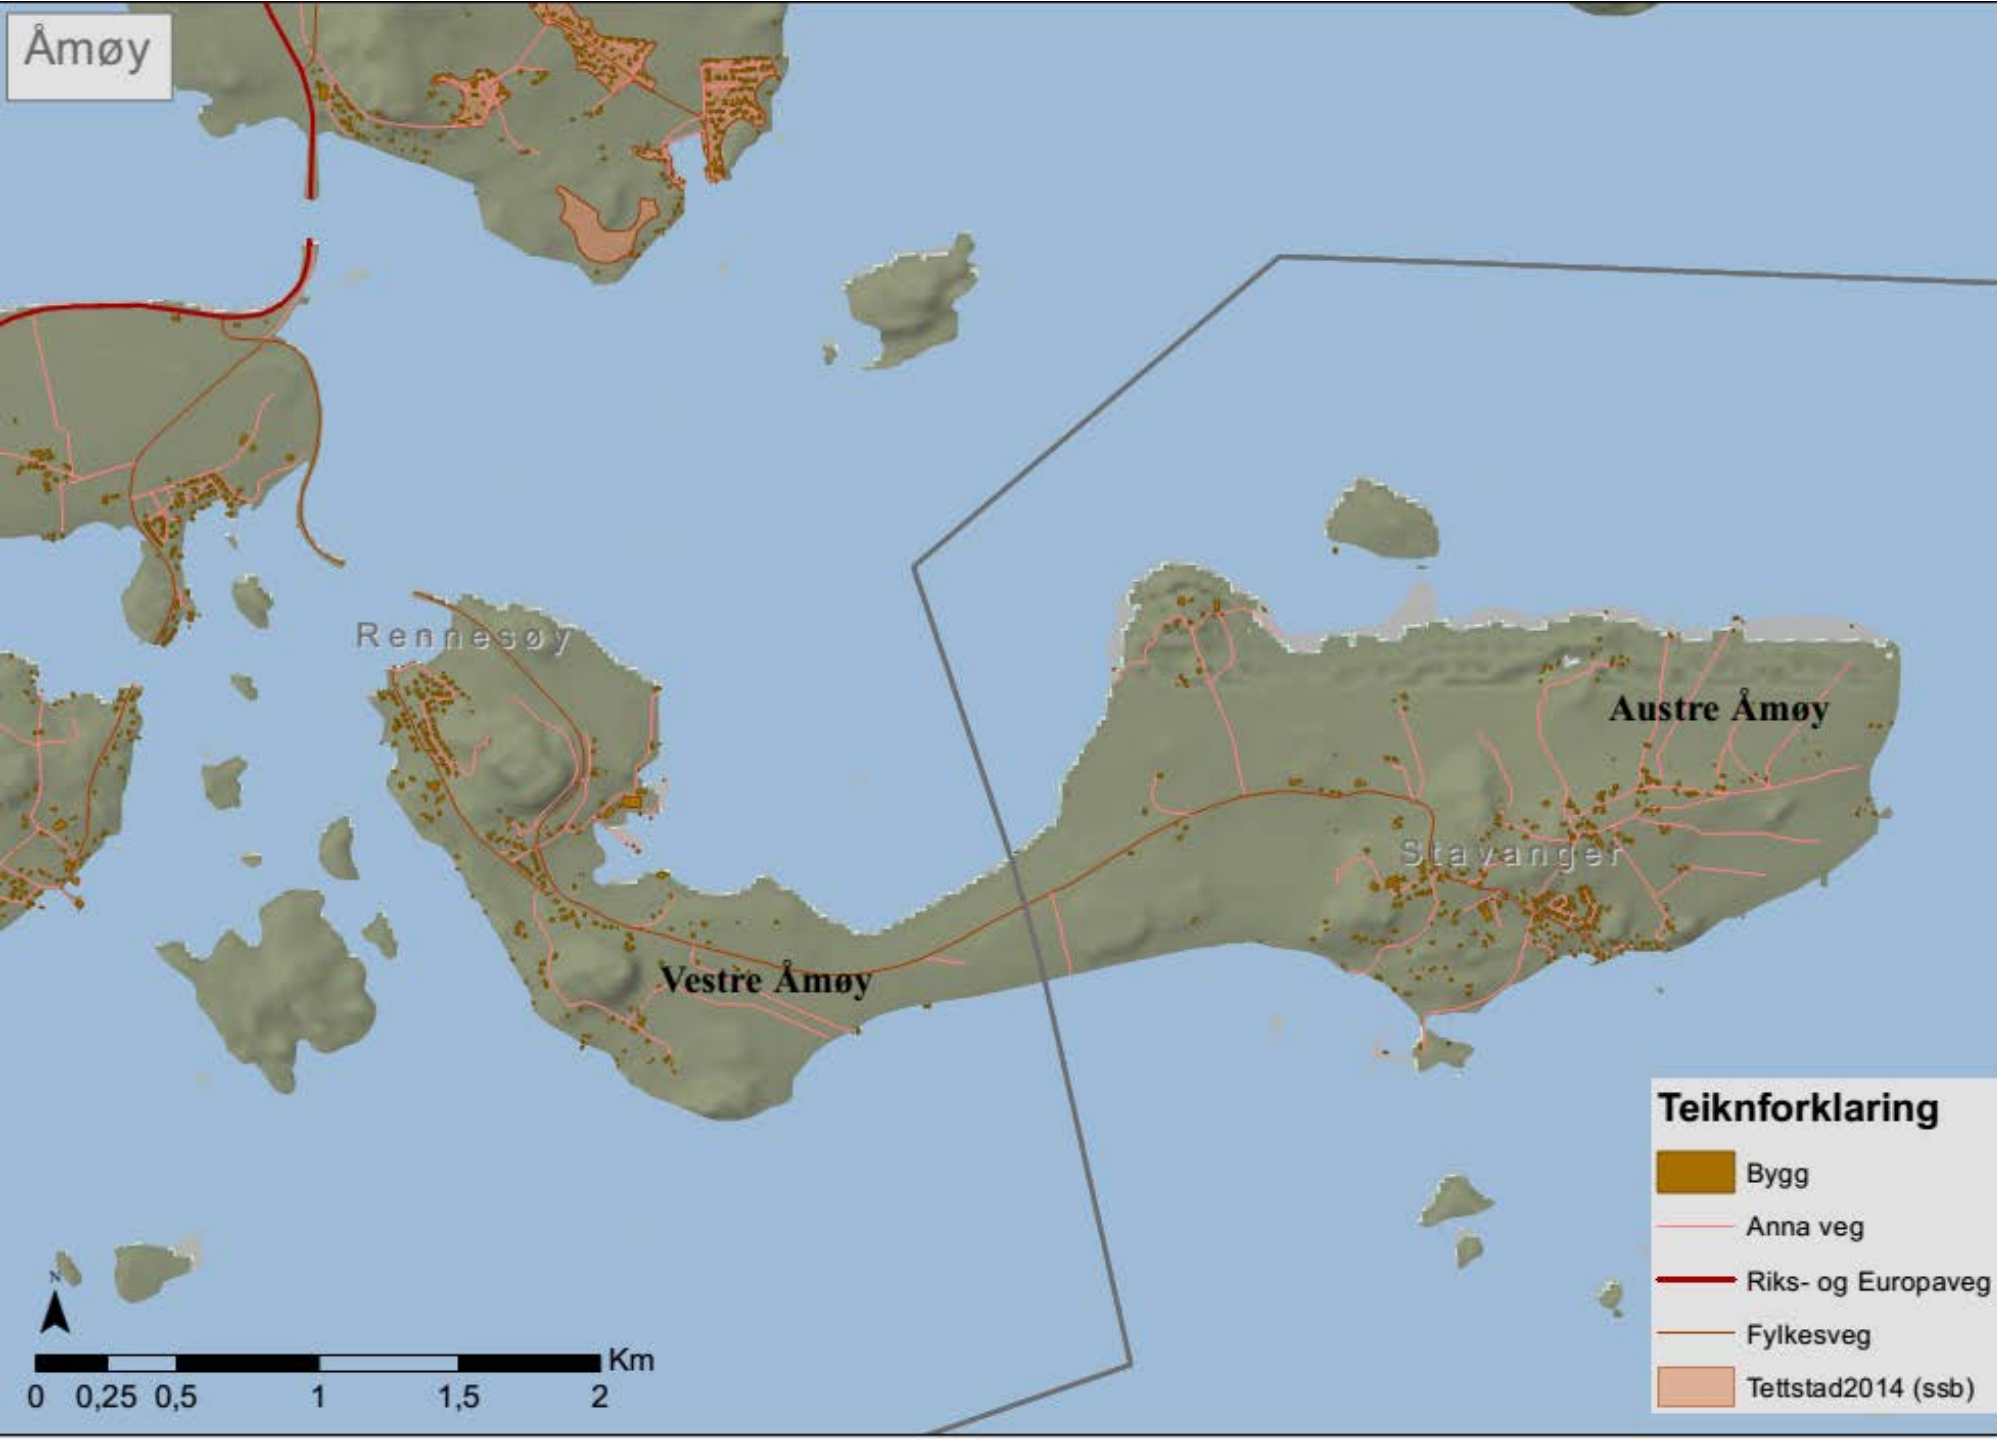 Åmøy
Rennesøy
Austre Åmøy
Stavanger
Vestre Åmøy
Teiknforklaring
Bygg
Anna veg
Riks- og Europaveg
Fylkesveg
Tettstad2014 (ssb)
N
Km
0 0,25 0,5 1 1,5 2